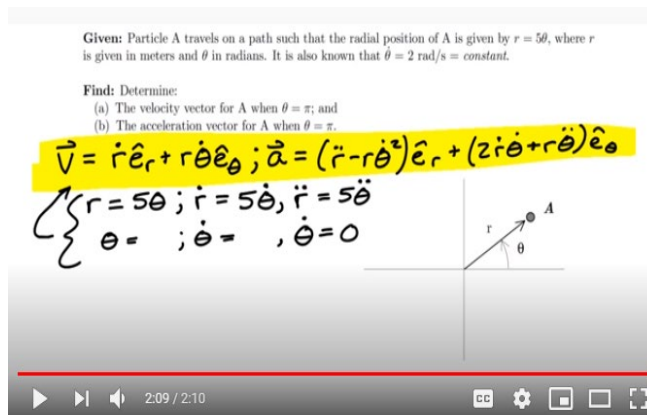 Given: Particle A travels on a path such that the radial position of A is given by r = 5θ, where r
is given in meters and θ in radians. It is also known that θ̇ = 2 rad/s = constant.
Find: Determine:
(a) The velocity vector for A when θ = π; and
(b) The acceleration vector for A when θ = π.
v⃗ = ṙêr + rθ̇êθ ; a⃗ = (r̈ - rθ̇²)êr + (2ṙθ̇ + rθ̈)êθ
r = 5θ ; ṙ = 5θ̇, r̈ = 5θ̈
θ = ; θ̇ = , θ̈ = 0
A
r
θ
2:09 / 2:10
CC